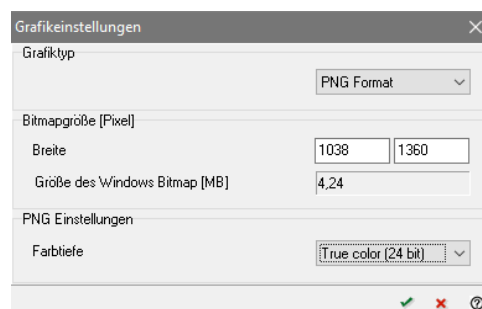 Grafikeinstellungen
Grafiktyp
PNG Format
Bitmapgröße [Pixel]
Breite 1038 1360
Größe des Windows Bitmap [MB] 4,24
PNG Einstellungen
Farbtiefe True color (24 bit)